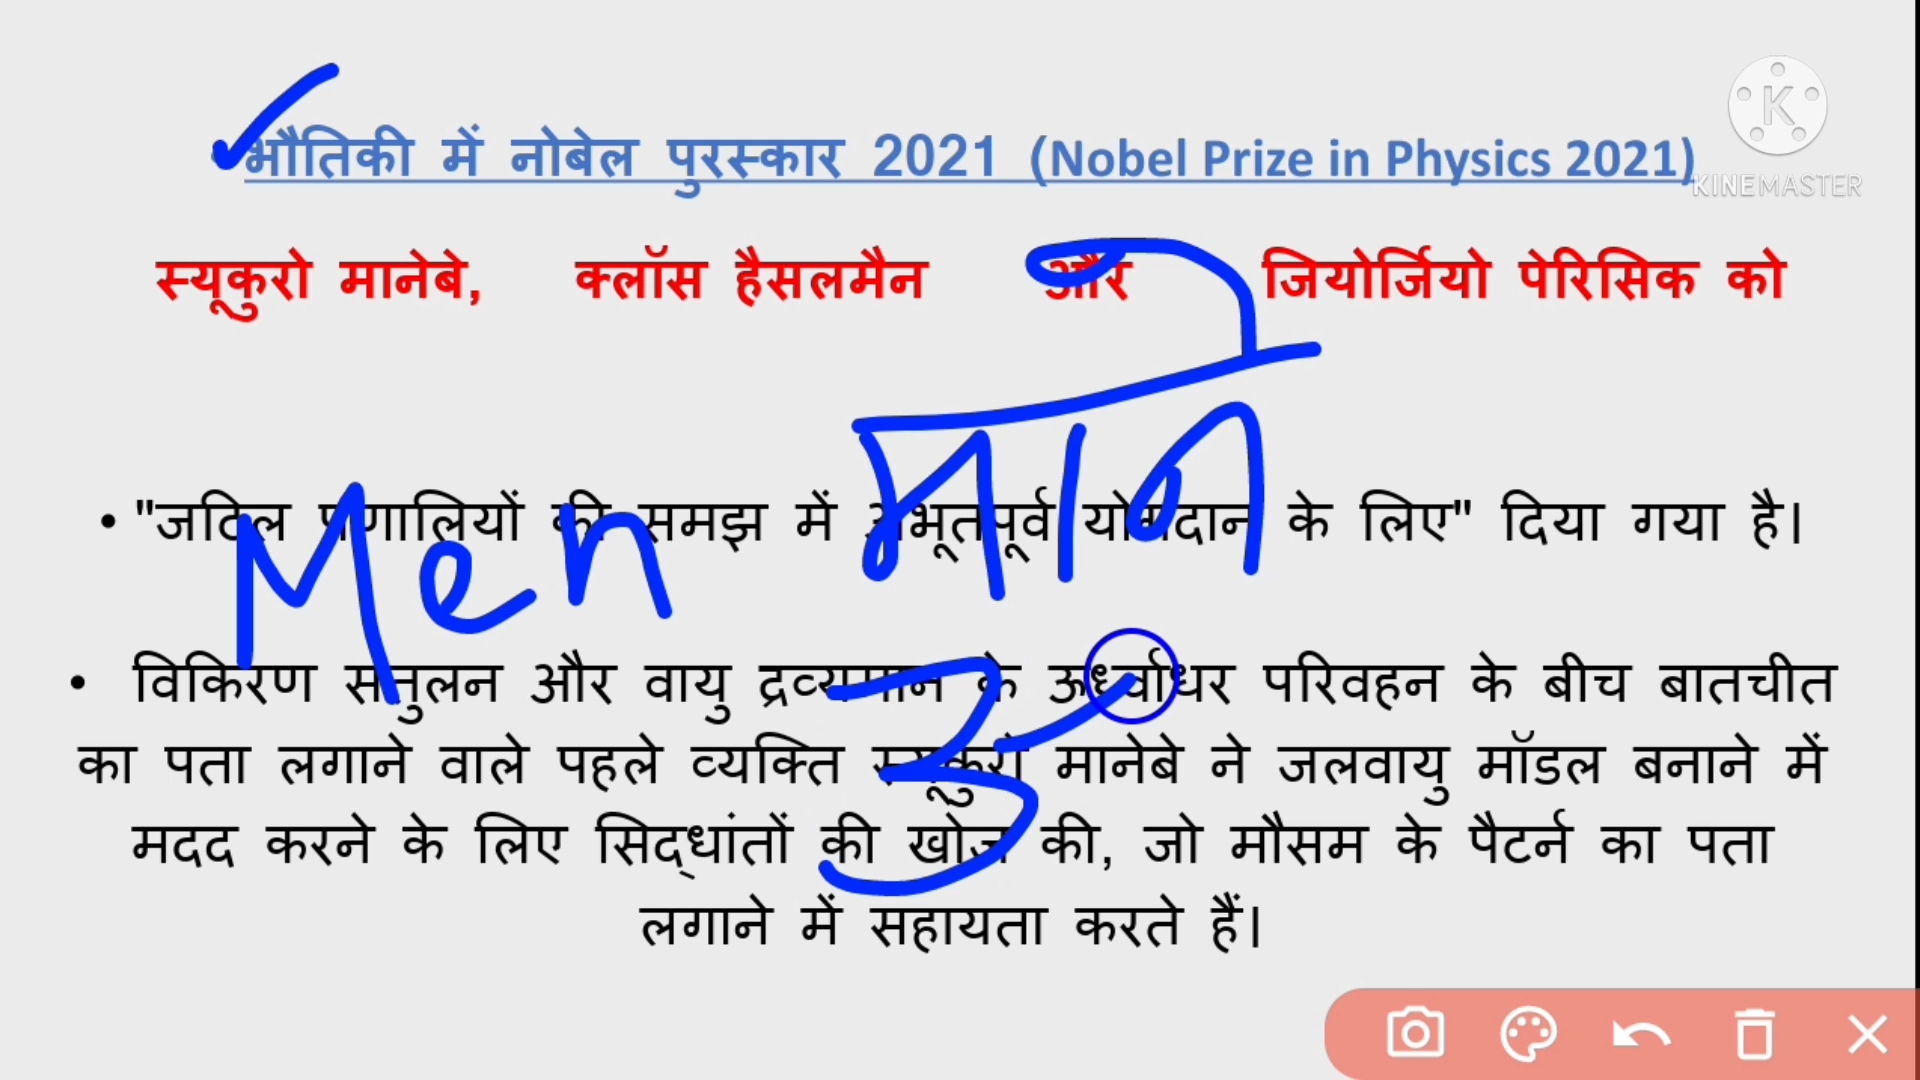 भौतिकी में नोबेल पुरस्कार 2021 (Nobel Prize in Physics 2021)
K
KINEMASTER
स्यूकुरो मानेबे, क्लॉस हैसलमैन और जियोर्जियो पेरिसिक को
• "जटिल प्रणालियों की समझ में अभूतपूर्व योगदान के लिए" दिया गया है।
Men
• विकिरण संतुलन और वायु द्रव्यमान के ऊर्ध्वाधर परिवहन के बीच बातचीत
का पता लगाने वाले पहले व्यक्ति स्यूकुरो मानेबे ने जलवायु मॉडल बनाने में
मदद करने के लिए सिद्धांतों की खोज की, जो मौसम के पैटर्न का पता
लगाने में सहायता करते हैं।